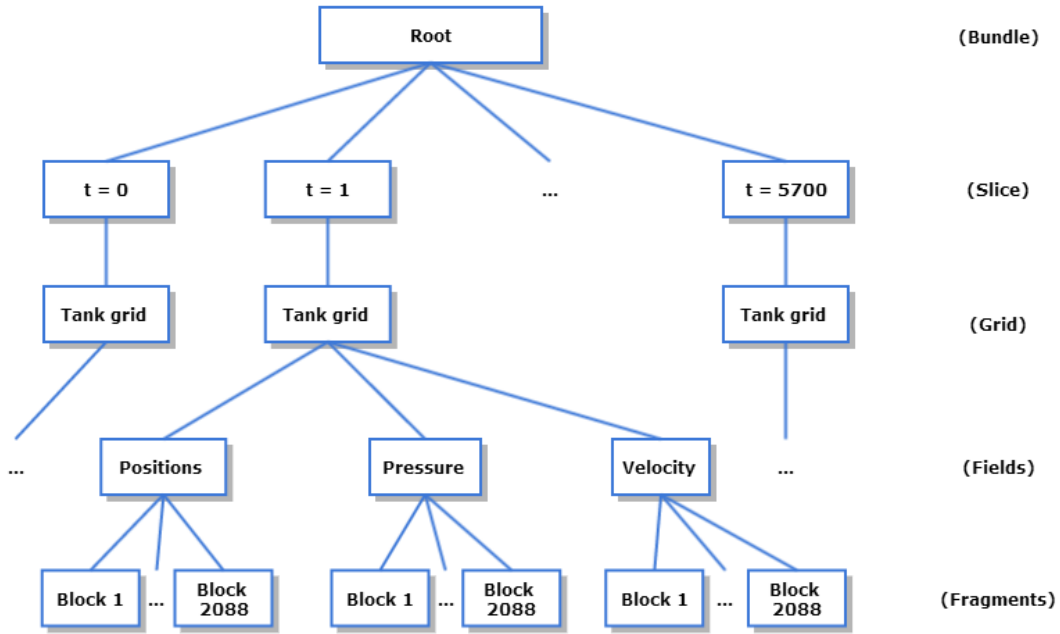 Root
(Bundle)
t = 0
t = 1
...
t = 5700
(Slice)
Tank grid
Tank grid
Tank grid
(Grid)
...
Positions
Pressure
Velocity
...
(Fields)
Block 1
...
Block
2088
Block 1
...
Block
2088
Block 1
...
Block
2088
(Fragments)